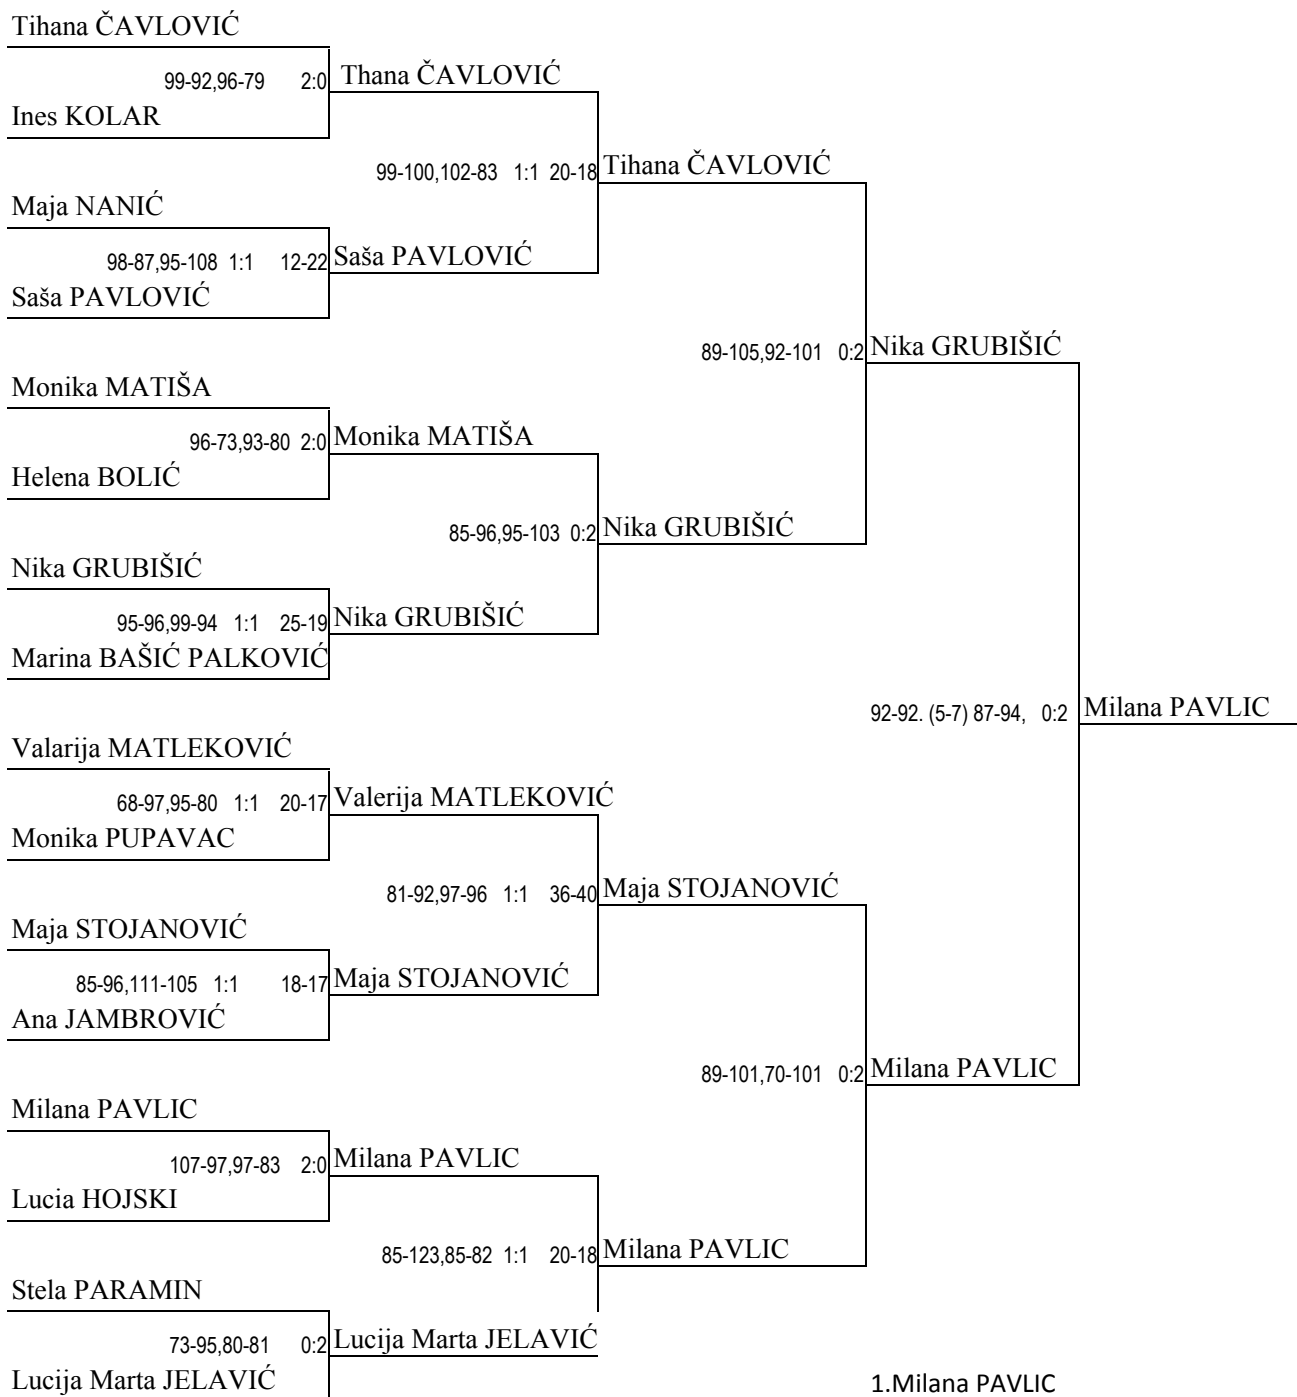 Tihana ČAVLOVIĆ
99-92,96-79 2:0 Thana ČAVLOVIĆ
Ines KOLAR
99-100,102-83 1:1 20-18 Tihana ČAVLOVIĆ
Maja NANIĆ
98-87,95-108 1:1 12-22 Saša PAVLOVIĆ
Saša PAVLOVIĆ
89-105,92-101 0:2 Nika GRUBIŠIĆ
Monika MATIŠA
96-73,93-80 2:0 Monika MATIŠA
Helena BOLIĆ
85-96,95-103 0:2 Nika GRUBIŠIĆ
Nika GRUBIŠIĆ
95-96,99-94 1:1 25-19 Nika GRUBIŠIĆ
Marina BAŠIĆ PALKOVIĆ
92-92. (5-7) 87-94, 0:2 Milana PAVLIC
Valarija MATLEKOVIĆ
68-97,95-80 1:1 20-17 Valerija MATLEKOVIĆ
Monika PUPAVAC
81-92,97-96 1:1 36-40 Maja STOJANOVIĆ
Maja STOJANOVIĆ
85-96,111-105 1:1 18-17 Maja STOJANOVIĆ
Ana JAMBROVIĆ
89-101,70-101 0:2 Milana PAVLIC
Milana PAVLIC
107-97,97-83 2:0 Milana PAVLIC
Lucia HOJSKI
85-123,85-82 1:1 20-18 Milana PAVLIC
Stela PARAMIN
73-95,80-81 0:2 Lucija Marta JELAVIĆ
Lucija Marta JELAVIĆ
1.Milana PAVLIC